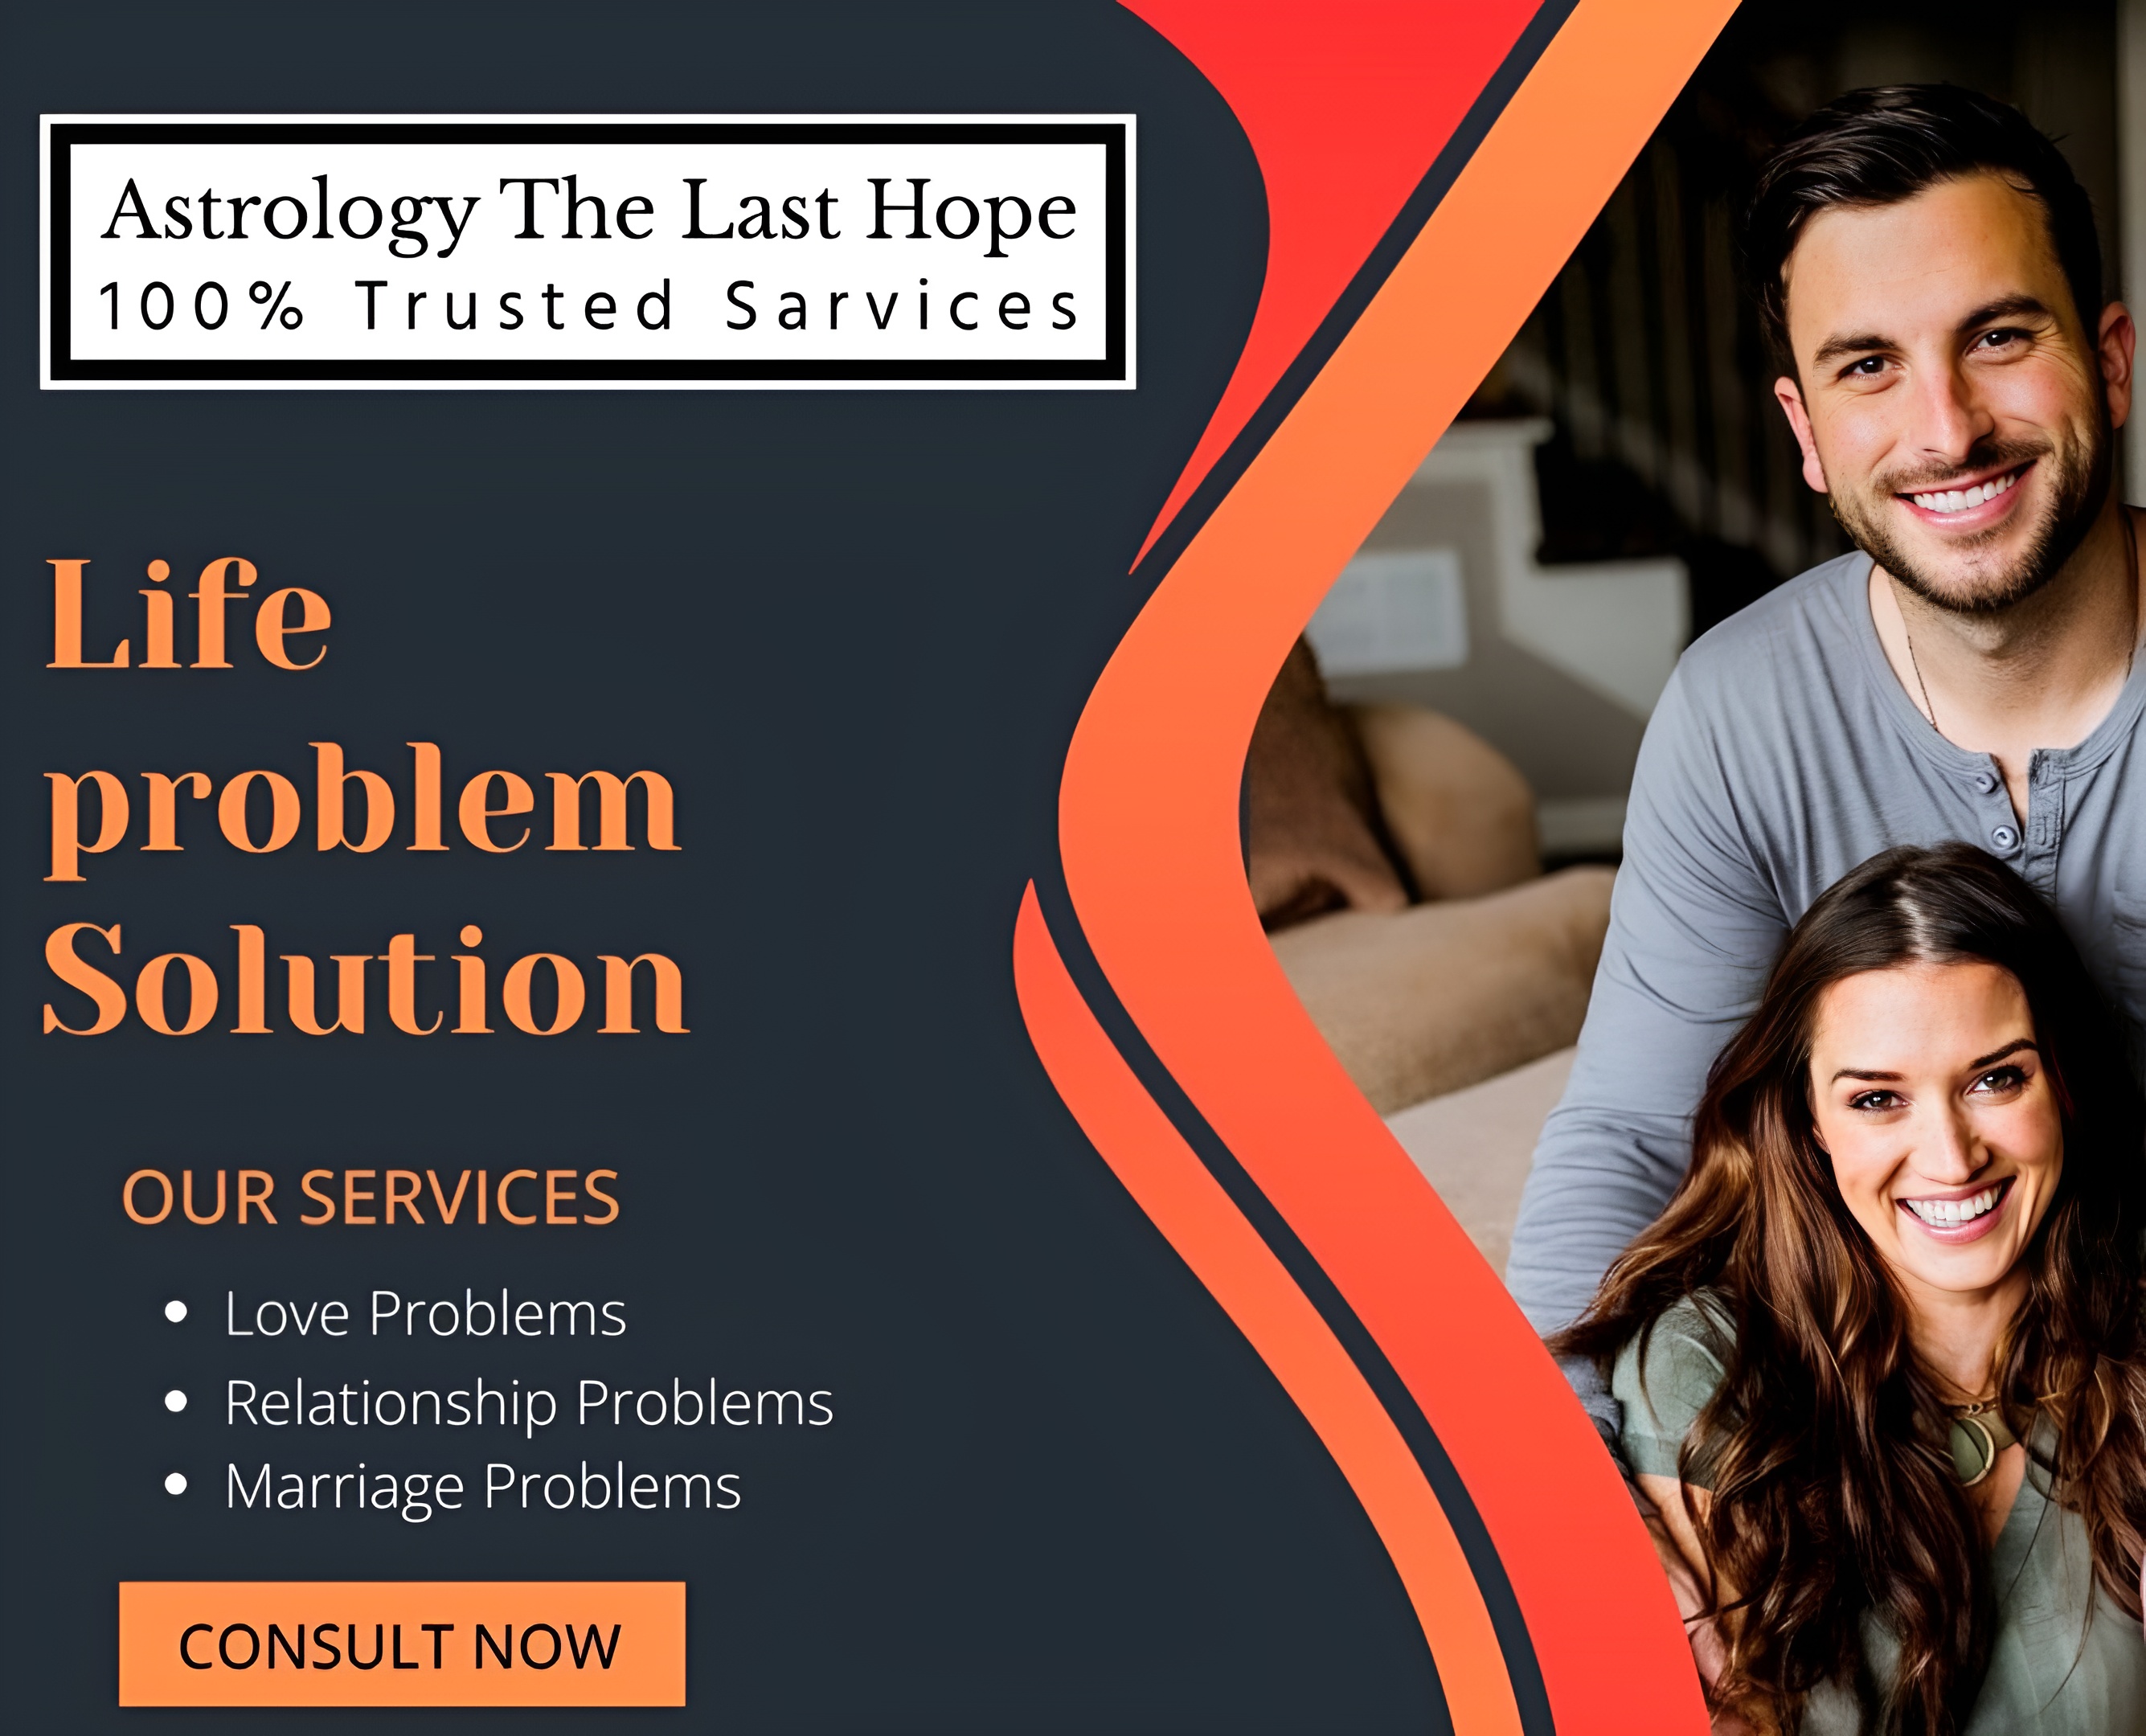 Astrology The Last Hope
100% Trusted Sarvices
Life
problem
Solution
OUR SERVICES
• Love Problems
• Relationship Problems
• Marriage Problems
CONSULT NOW